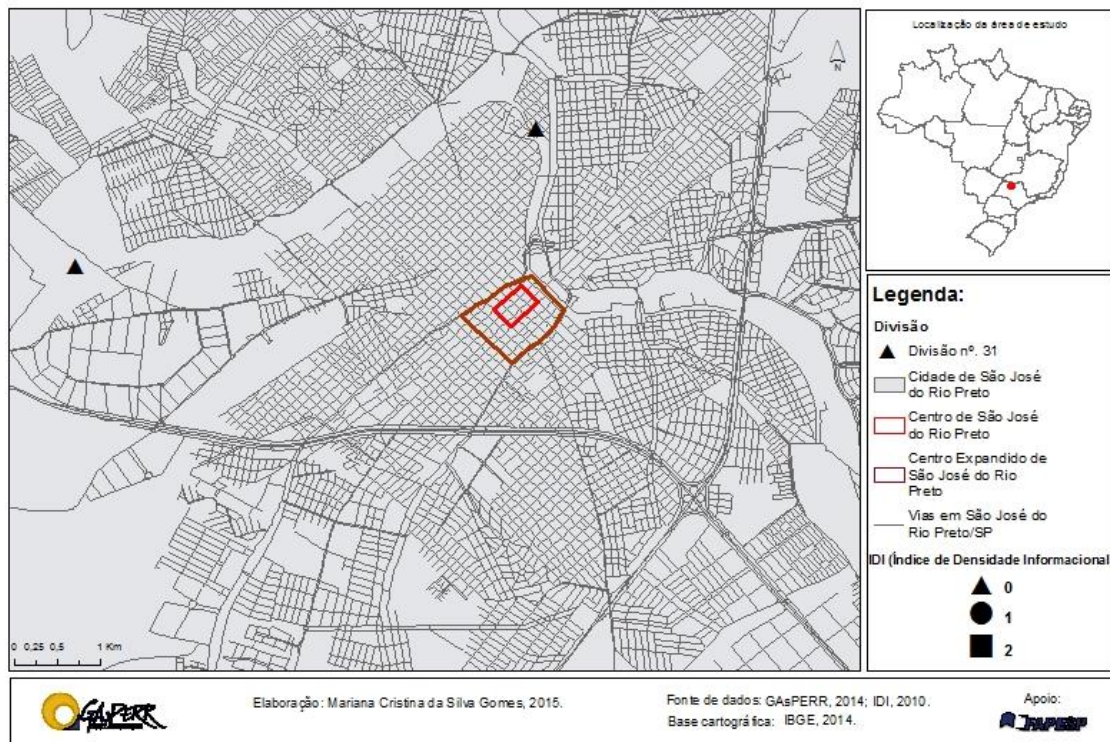 Localização da área de estudo
N
Legenda:
Divisão
Divisão nº. 31
Cidade de São José
do Rio Preto
Centro de São José
do Rio Preto
Centro Expandido de
São José do Rio
Preto
Vias em São José do
Rio Preto/SP
IDI (Índice de Densidade Informacional
0
1
2
0 0,25 0,5 1 Km
GAsPERR
Elaboração: Mariana Cristina da Silva Gomes, 2015.
Fonte de dados: GAsPERR, 2014; IDI, 2010.
Base cartográfica: IBGE, 2014.
Apoio:
FAPESP